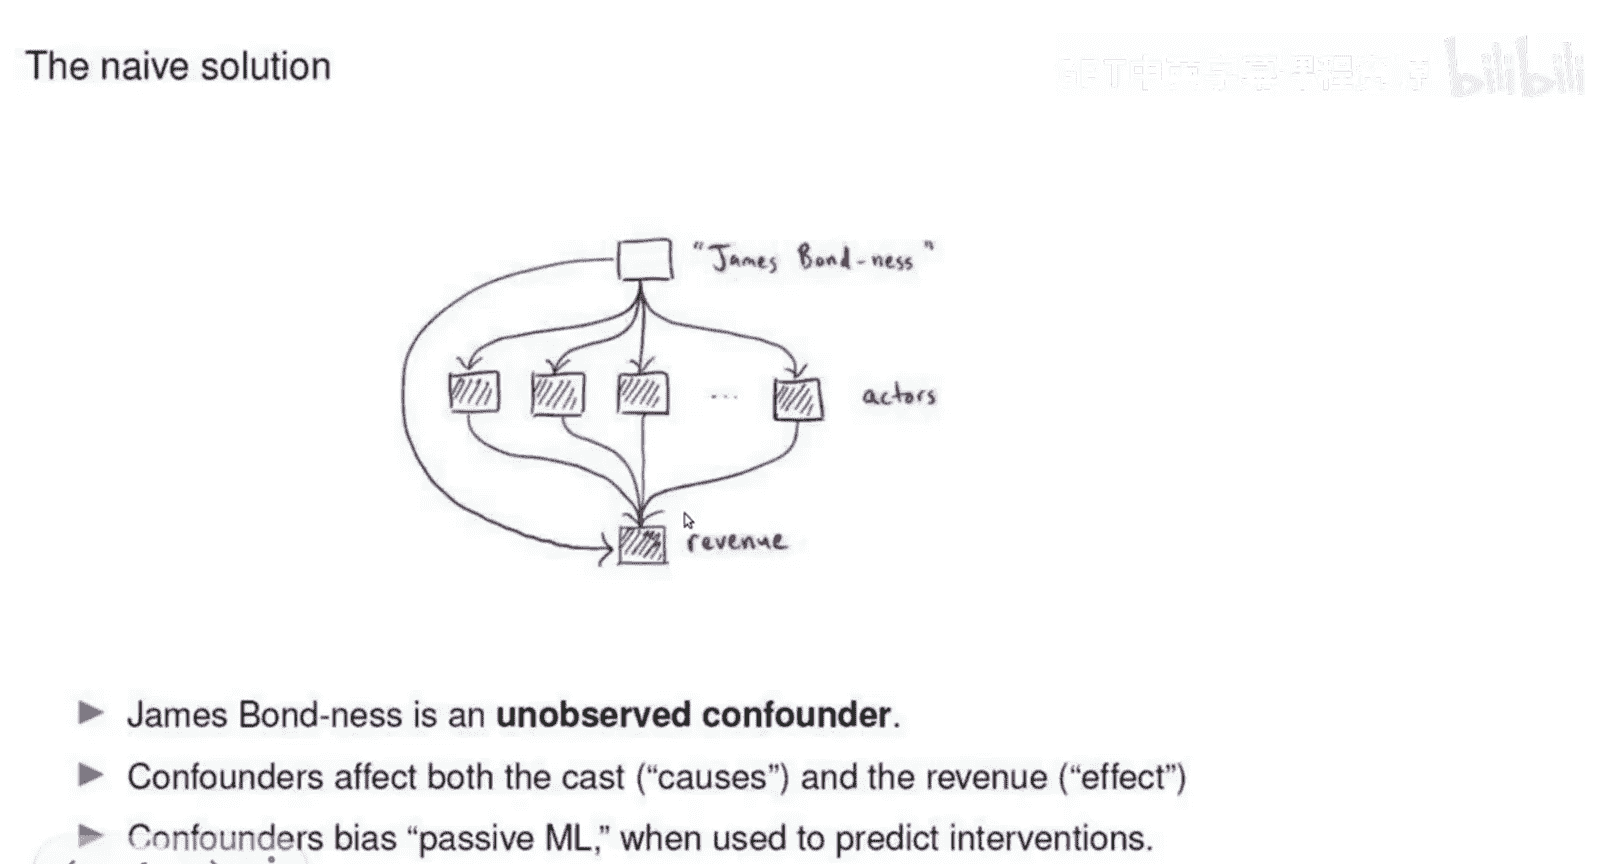 The naive solution
bilibili
"James Bond-ness"
...
actors
revenue
▶ James Bond-ness is an unobserved confounder.
▶ Confounders affect both the cast (“causes”) and the revenue (“effect”)
▶ Confounders bias “passive ML,” when used to predict interventions.